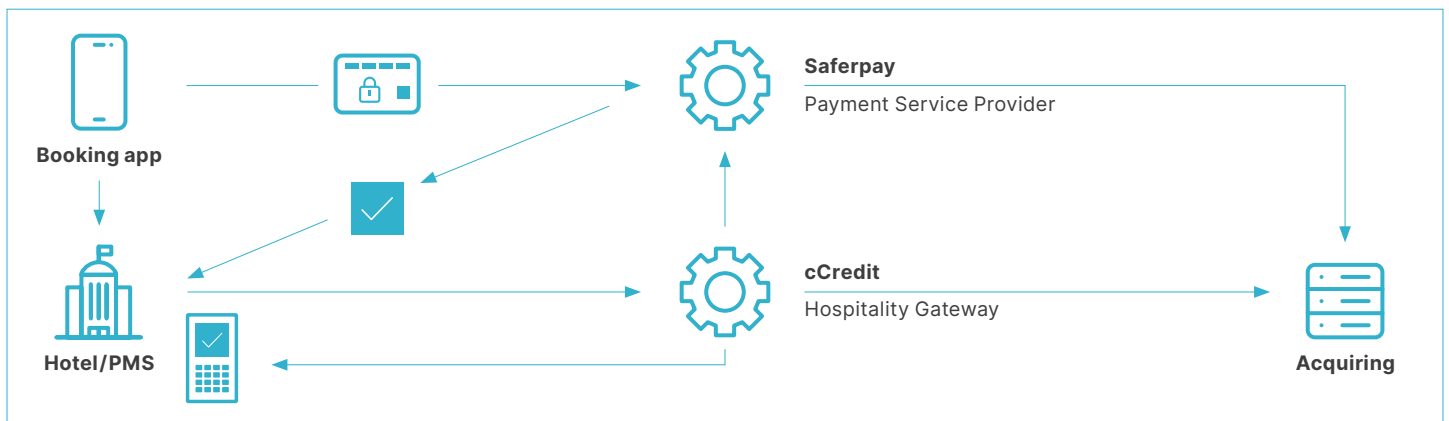 Saferpay
Payment Service Provider
Booking app
cCredit
Hospitality Gateway
Hotel/PMS
Acquiring